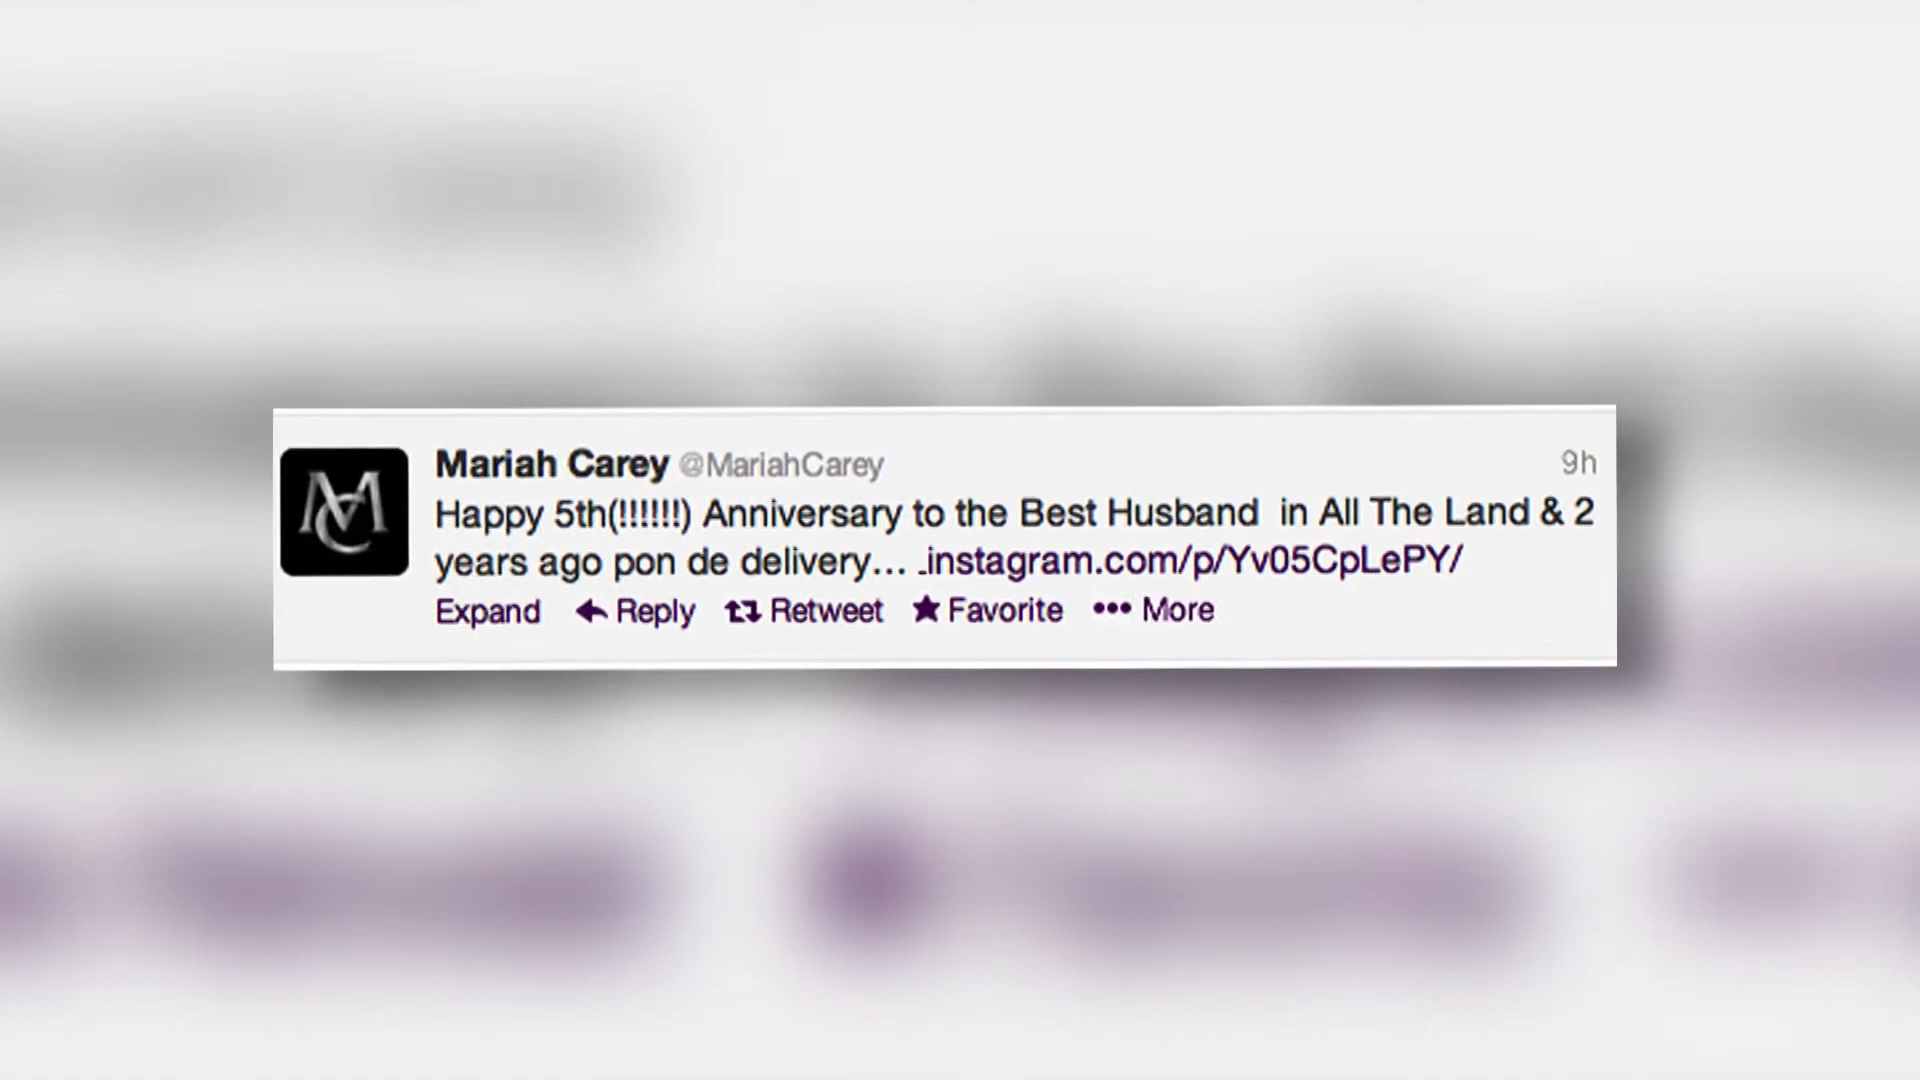 MC
Mariah Carey @MariahCarey 9h
Happy 5th(!!!!!!) Anniversary to the Best Husband  in All The Land & 2
years ago pon de delivery... instagram.com/p/Yv05CpLePY/
Expand Reply Retweet Favorite More